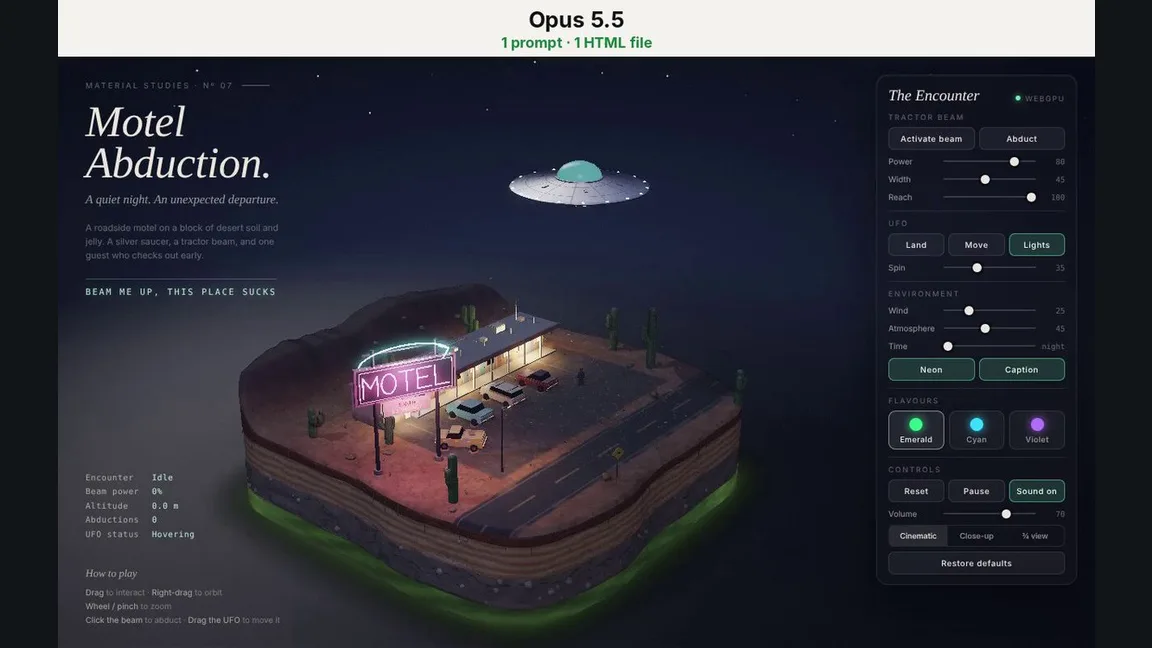 Opus 5.5
1 prompt · 1 HTML file
MATERIAL STUDIES · Nº 07
Motel
Abduction.
A quiet night. An unexpected departure.
A roadside motel on a block of desert soil and
jelly. A silver saucer, a tractor beam, and one
guest who checks out early.
BEAM ME UP, THIS PLACE SUCKS
MOTEL
Encounter Idle
Beam power 0%
Altitude 0.0 m
Abductions 0
UFO status Hovering
How to play
Drag to interact · Right-drag to orbit
Wheel / pinch to zoom
Click the beam to abduct · Drag the UFO to move it
The Encounter
WEBGPU
TRACTOR BEAM
Activate beam Abduct
Power 80
Width 45
Reach 100
UFO
Land Move Lights
Spin 35
ENVIRONMENT
Wind 25
Atmosphere 45
Time night
Neon Caption
FLAVOURS
Emerald Cyan Violet
CONTROLS
Reset Pause Sound on
Volume 70
Cinematic Close-up ¾ view
Restore defaults